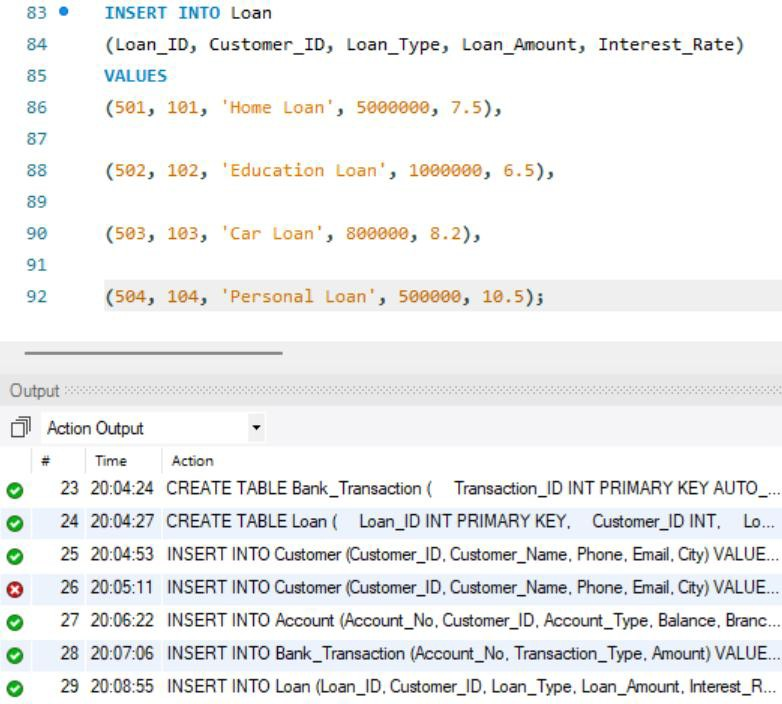 83 INSERT INTO Loan
84 (Loan_ID, Customer_ID, Loan_Type, Loan_Amount, Interest_Rate)
85 VALUES
86 (501, 101, 'Home Loan', 5000000, 7.5),
87
88 (502, 102, 'Education Loan', 1000000, 6.5),
89
90 (503, 103, 'Car Loan', 800000, 8.2),
91
92 (504, 104, 'Personal Loan', 500000, 10.5);
Output
Action Output
# Time Action
23 20:04:24 CREATE TABLE Bank_Transaction ( Transaction_ID INT PRIMARY KEY AUTO_...
24 20:04:27 CREATE TABLE Loan ( Loan_ID INT PRIMARY KEY, Customer_ID INT, Lo...
25 20:04:53 INSERT INTO Customer (Customer_ID, Customer_Name, Phone, Email, City) VALUE...
26 20:05:11 INSERT INTO Customer (Customer_ID, Customer_Name, Phone, Email, City) VALUE...
27 20:06:22 INSERT INTO Account (Account_No, Customer_ID, Account_Type, Balance, Branc...
28 20:07:06 INSERT INTO Bank_Transaction (Account_No, Transaction_Type, Amount) VALUE...
29 20:08:55 INSERT INTO Loan (Loan_ID, Customer_ID, Loan_Type, Loan_Amount, Interest_R...